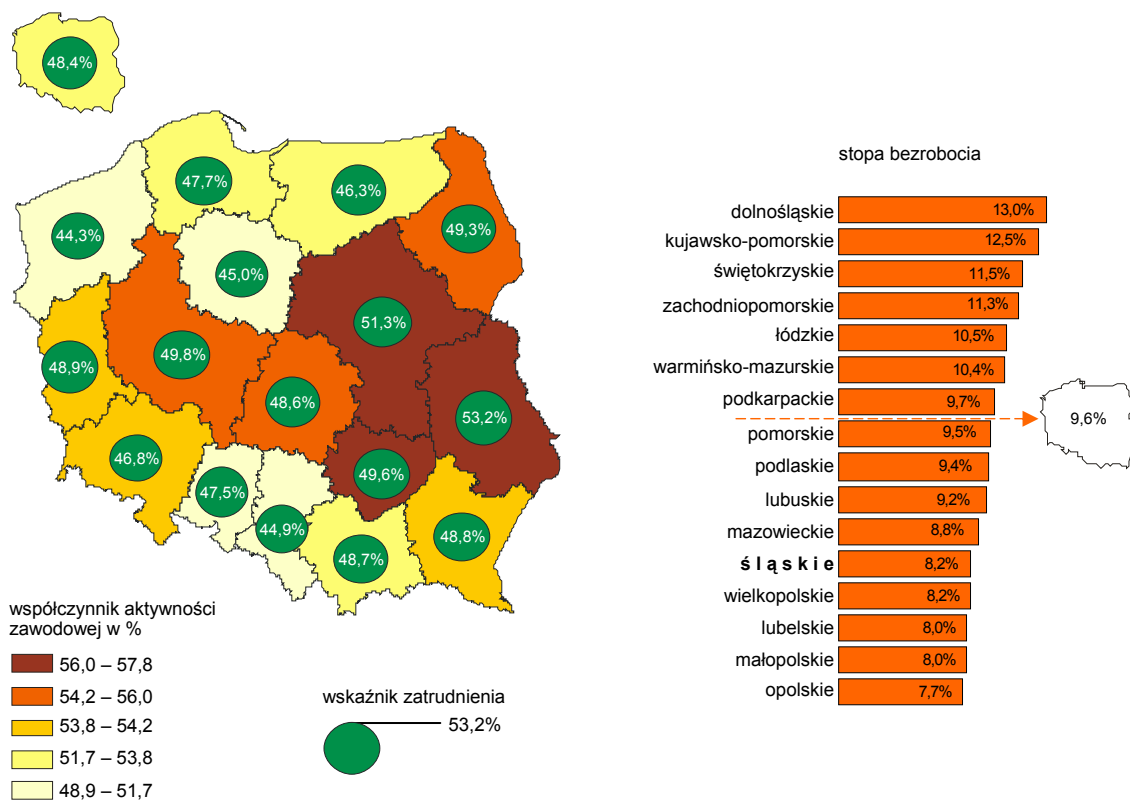 48,4%
47,7%
46,3%
49,3%
44,3%
45,0%
51,3%
49,8%
48,9%
48,6%
53,2%
46,8%
49,6%
47,5%
44,9%
48,8%
48,7%
współczynnik aktywności
zawodowej w %
56,0 – 57,8
54,2 – 56,0
53,8 – 54,2
51,7 – 53,8
48,9 – 51,7
wskaźnik zatrudnienia
53,2%
stopa bezrobocia
dolnośląskie 13,0%
kujawsko-pomorskie 12,5%
świętokrzyskie 11,5%
zachodniopomorskie 11,3%
łódzkie 10,5%
warmińsko-mazurskie 10,4%
podkarpackie 9,7%
9,6%
pomorskie 9,5%
podlaskie 9,4%
lubuskie 9,2%
mazowieckie 8,8%
ś l ą s k i e 8,2%
wielkopolskie 8,2%
lubelskie 8,0%
małopolskie 8,0%
opolskie 7,7%